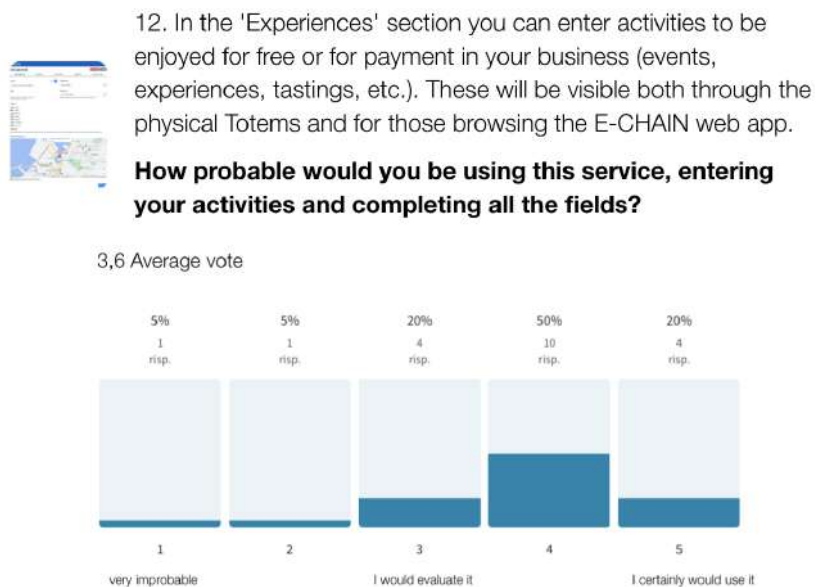 12. In the 'Experiences' section you can enter activities to be
enjoyed for free or for payment in your business (events,
experiences, tastings, etc.). These will be visible both through the
physical Totems and for those browsing the E-CHAIN web app.
How probable would you be using this service, entering
your activities and completing all the fields?
3,6 Average vote
5% 5% 20% 50% 20%
1 1 4 10 4
risp. risp. risp. risp. risp.
1 2 3 4 5
very improbable I would evaluate it I certainly would use it